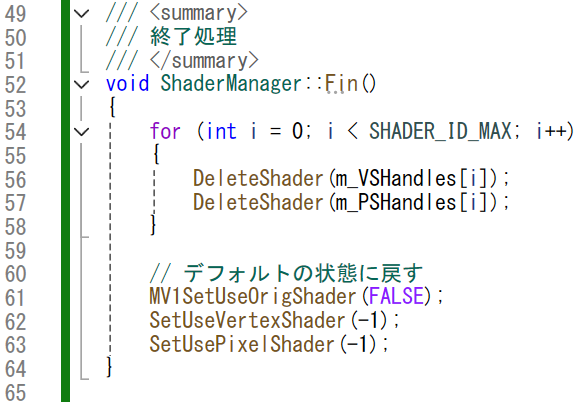 49 /// <summary>
50 /// 終了処理
51 /// </summary>
52 void ShaderManager::Fin()
53 {
54 for (int i = 0; i < SHADER_ID_MAX; i++)
55 {
56 DeleteShader(m_VSHandles[i]);
57 DeleteShader(m_PSHandles[i]);
58 }
59
60 // デフォルトの状態に戻す
61 MV1SetUseOrigShader(FALSE);
62 SetUseVertexShader(-1);
63 SetUsePixelShader(-1);
64 }
65